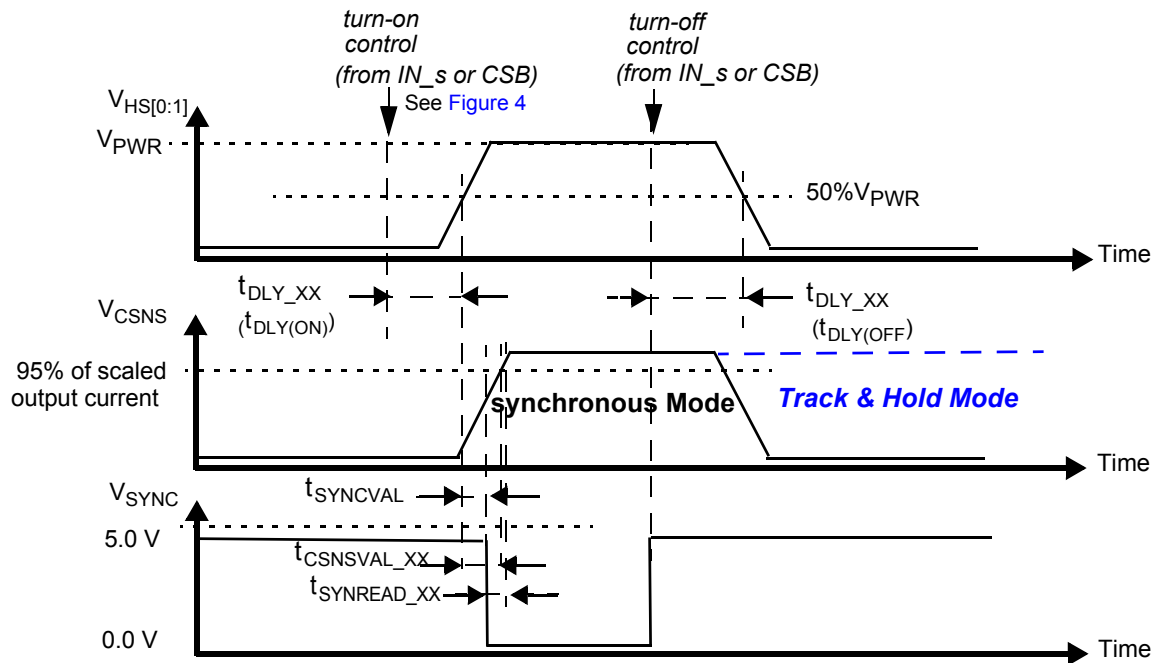 turn-on
control
(from IN_s or CSB)
See Figure 4
turn-off
control
(from IN_s or CSB)
VHS[0:1]
VPWR
50%VPWR
Time
tDLY_XX
(tDLY(ON))
tDLY_XX
(tDLY(OFF)
VCSNS
95% of scaled
output current
synchronous Mode
Track & Hold Mode
Time
tSYNCVAL
VSYNC
5.0 V
tCSNSVAL_XX
tSYNREAD_XX
0.0 V
Time